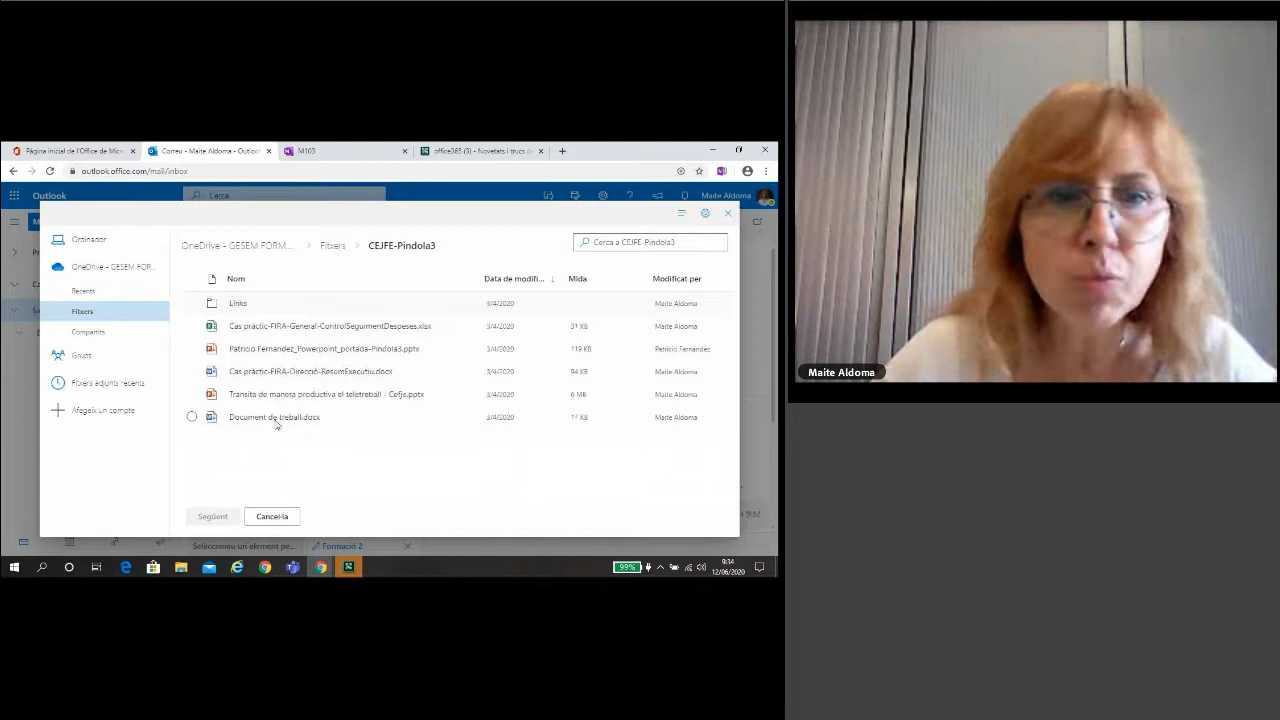 Página inicial de l'Office de Micr
Correu - Maite Aldoma - Outlook
M103
office365 (3) - Novetats i trucs de
outlook.office.com/mail/inbox
Outlook
Cerca
Maite Aldoma
Ordinador
OneDrive - GESEM FOR...
Recents
Fitxers
Compartits
Grups
Fitxers adjunts recents
Afegeix un compte
OneDrive - GESEM FORM...
Fitxers
CEJFE-Pindola3
Cerca a CEJFE-Pindola3
Nom
Data de modifi...
Mida
Modificat per
Links
3/4/2020
Maite Aldoma
Cas pràctic-FIRA-General-ControlSeguimentDespeses.xlsx
3/4/2020
31 KB
Maite Aldoma
Patricio Fernandez_Powerpoint_portada-Pindola3.pptx
3/4/2020
119 KB
Patricio Fernandez
Cas pràctic-FIRA-Direcció-ResumExecutiu.docx
3/4/2020
94 KB
Maite Aldoma
Transita de manera productiva el teletreball - Cefje.pptx
3/4/2020
6 MB
Maite Aldoma
Document de treball.docx
3/4/2020
17 KB
Maite Aldoma
Següent
Cancel·la
9:32
Seleccioneu un element pe...
Formació 2.
99%
9:34
12/06/2020
Maite Aldoma